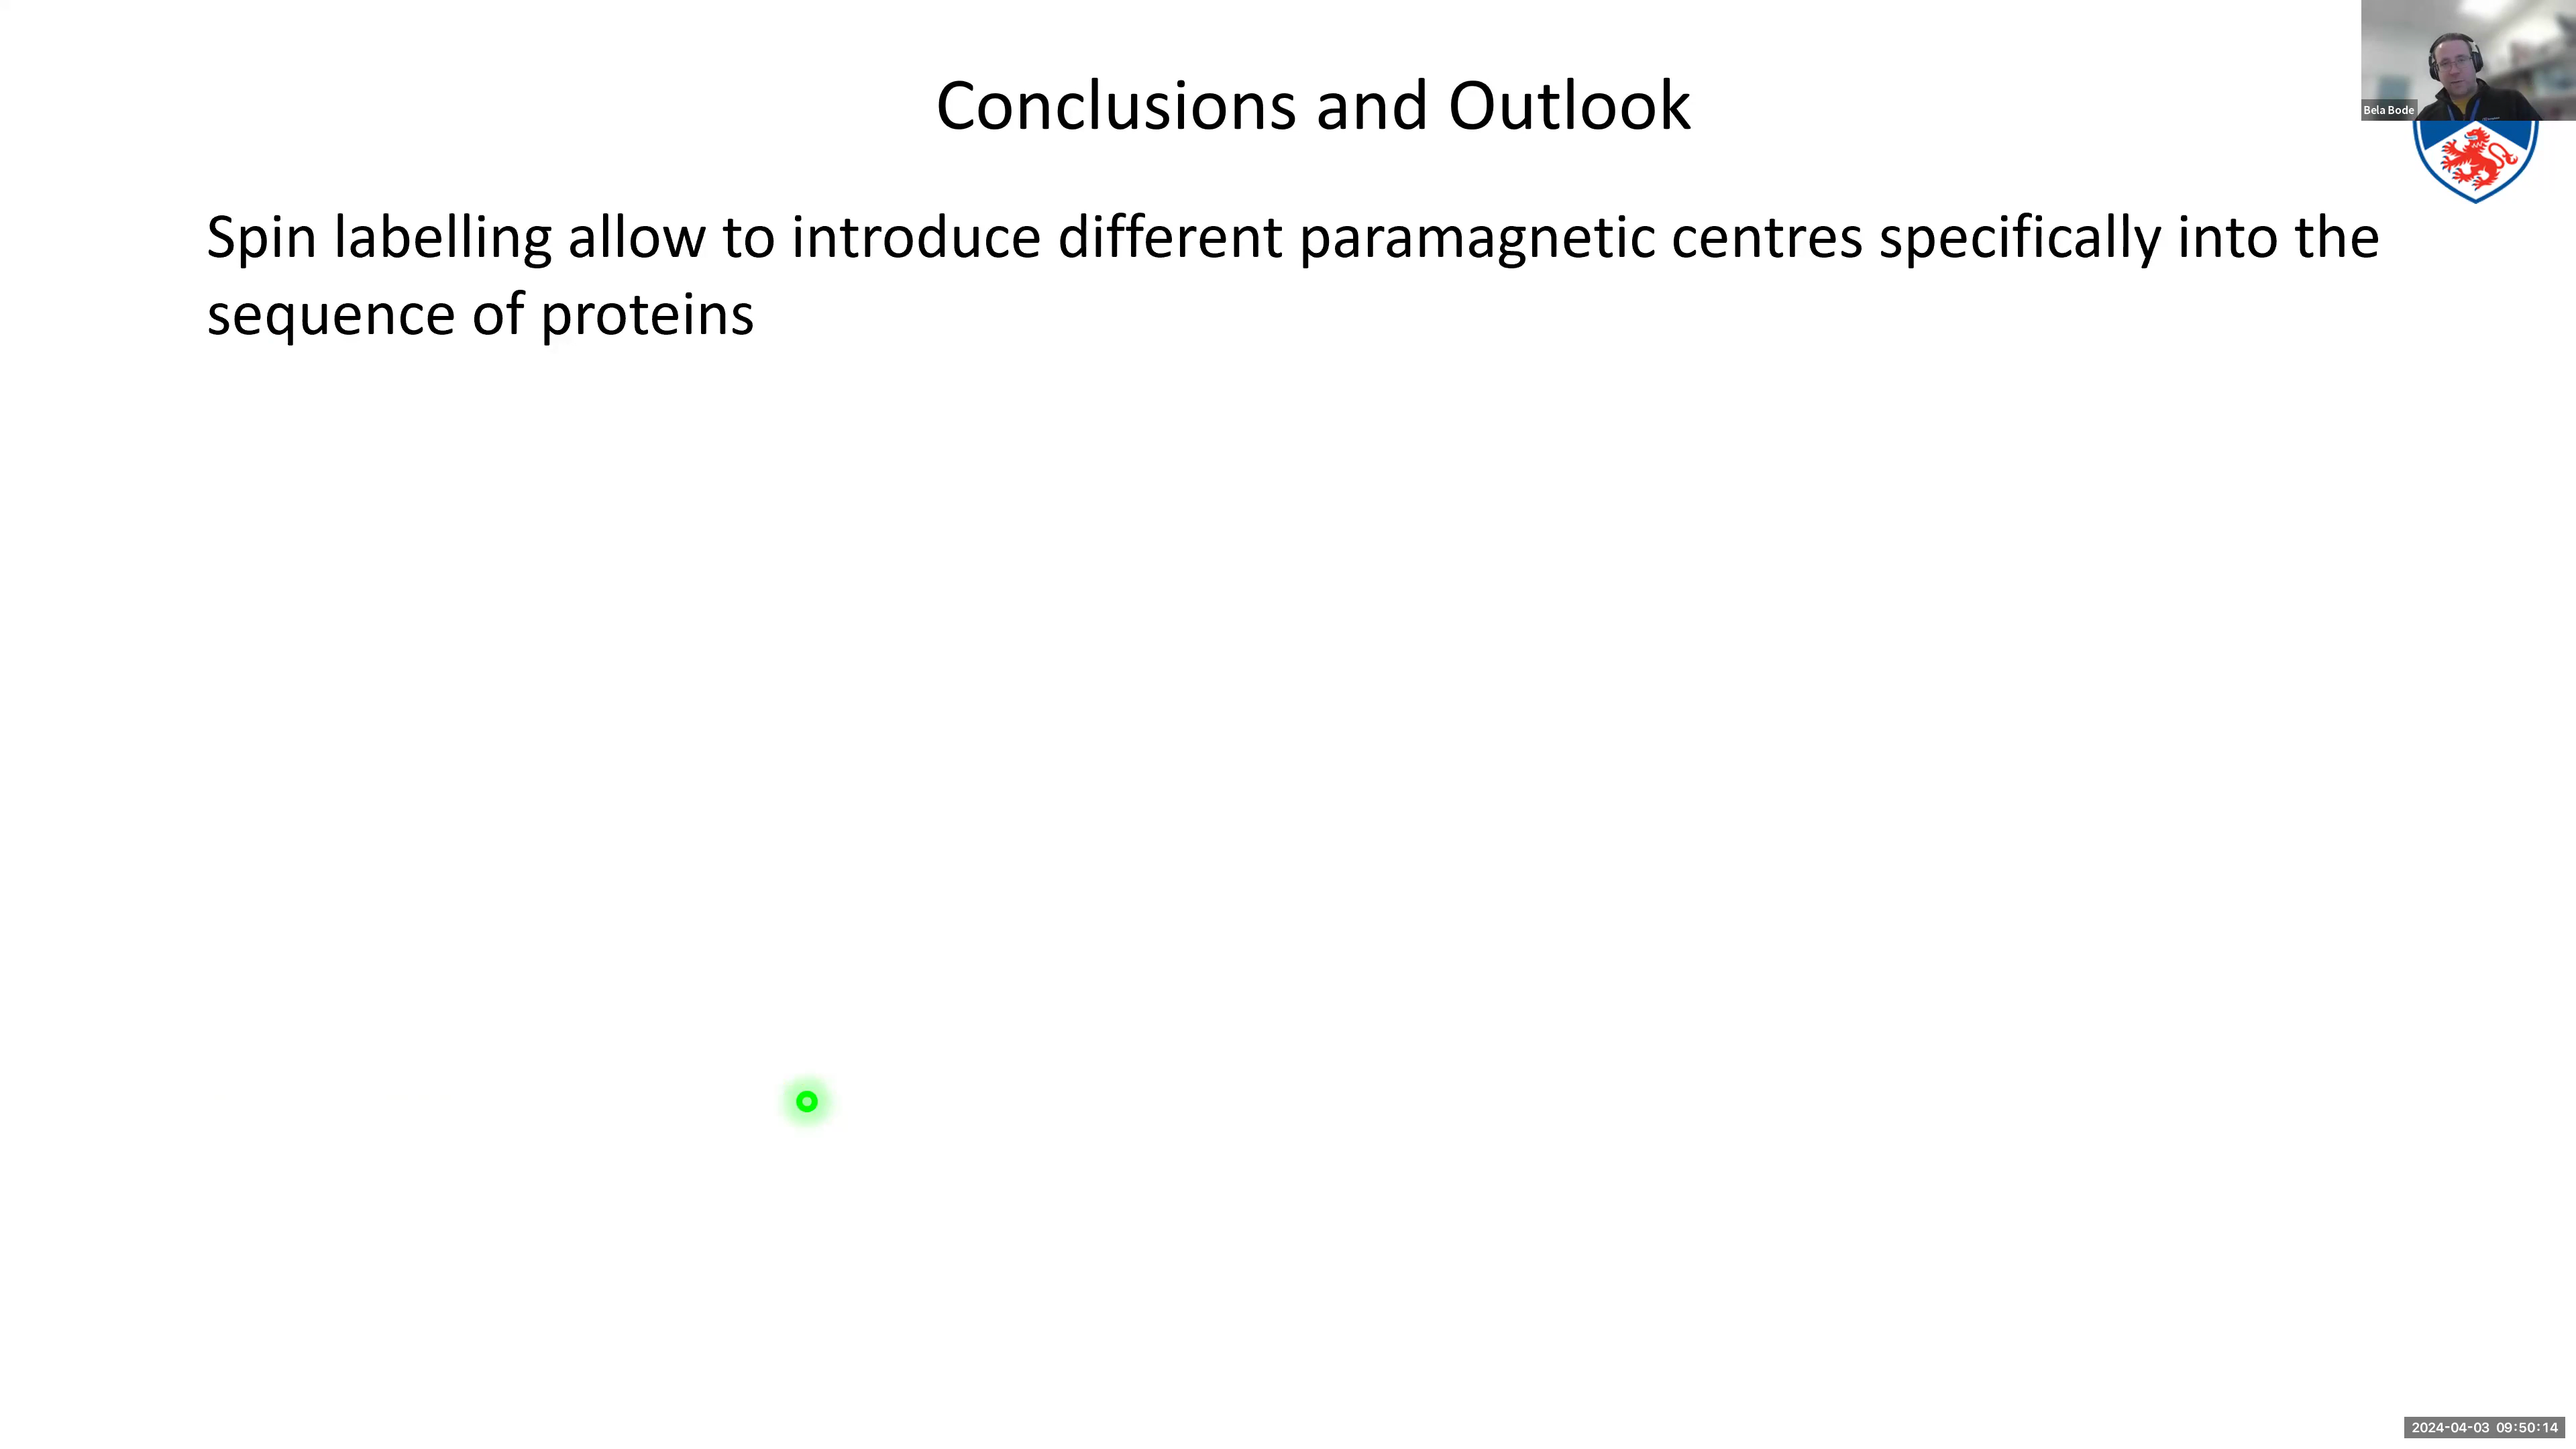 Conclusions and Outlook
Bela Bode
Spin labelling allow to introduce different paramagnetic centres specifically into the
sequence of proteins
2024-04-03 09:50:14